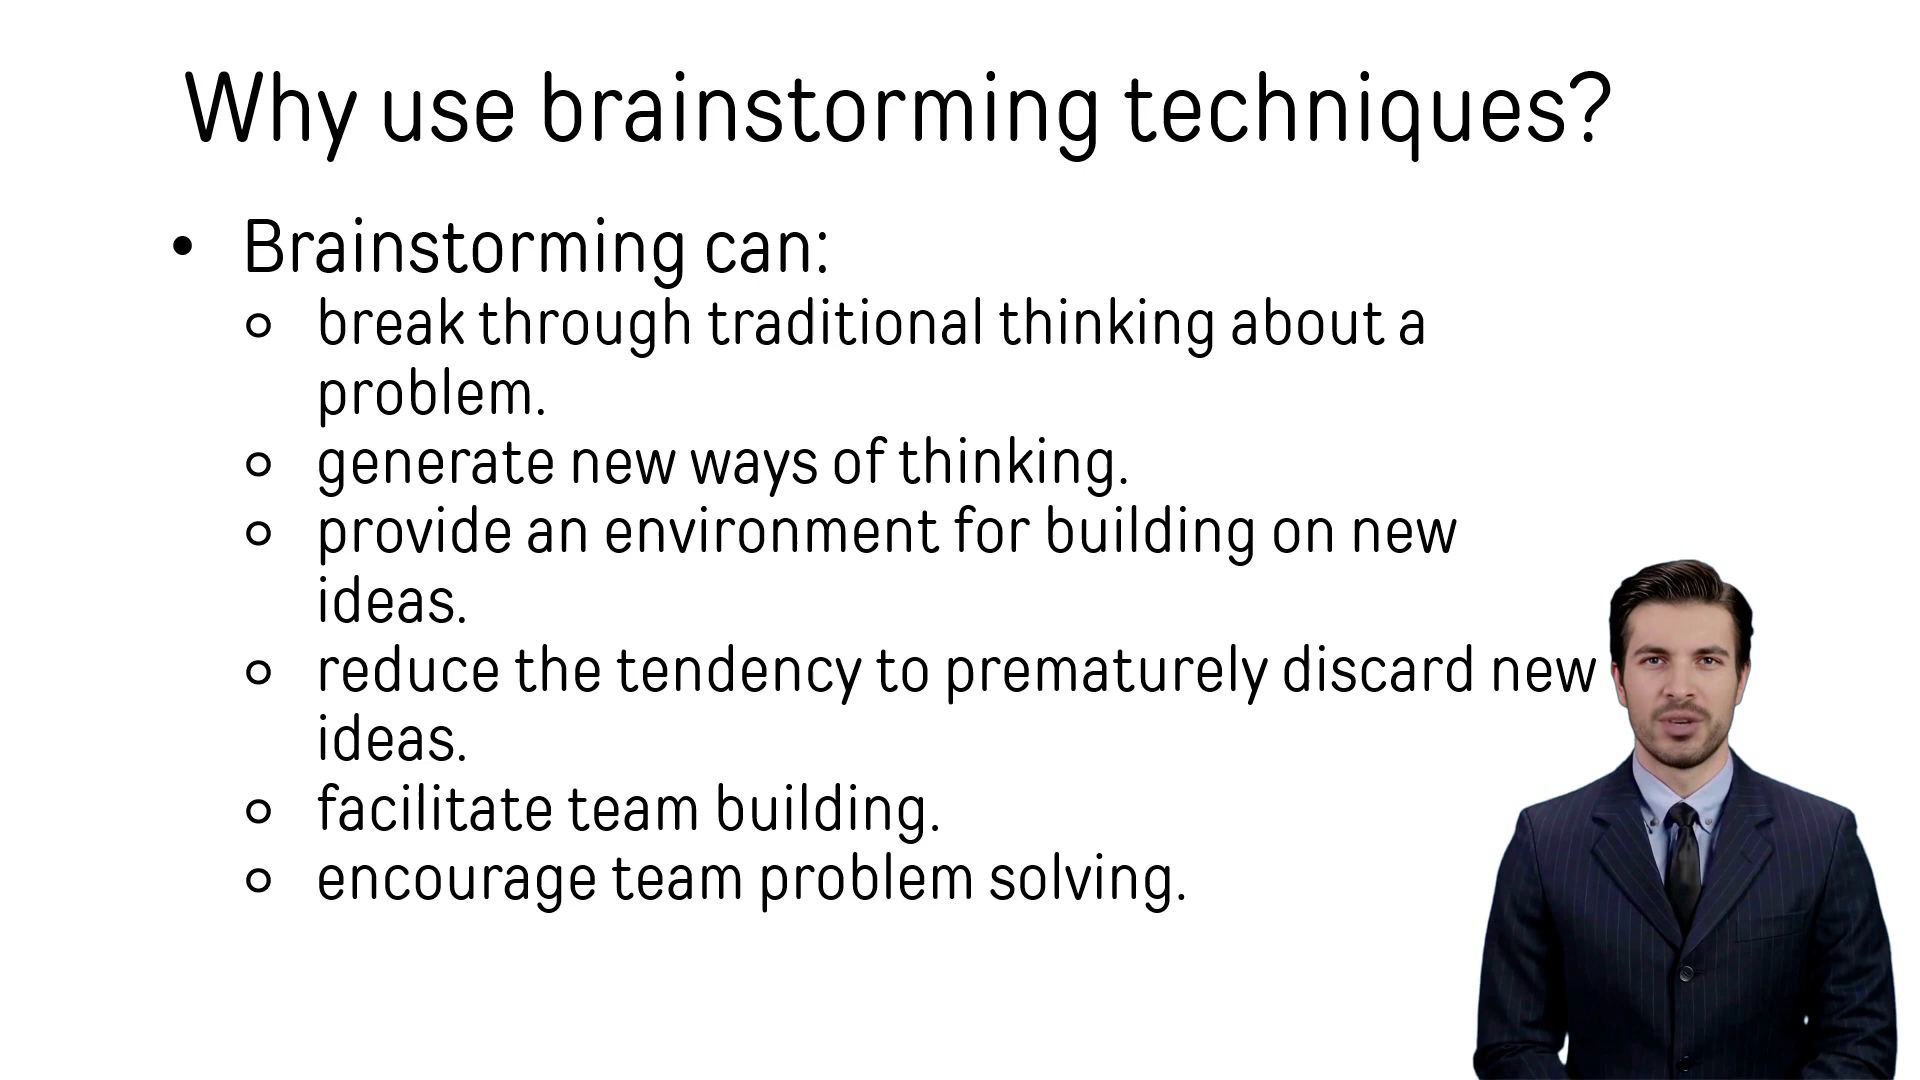 Why use brainstorming techniques?
• Brainstorming can:
o break through traditional thinking about a
problem.
o generate new ways of thinking.
o provide an environment for building on new
ideas.
o reduce the tendency to prematurely discard new
ideas.
o facilitate team building.
o encourage team problem solving.